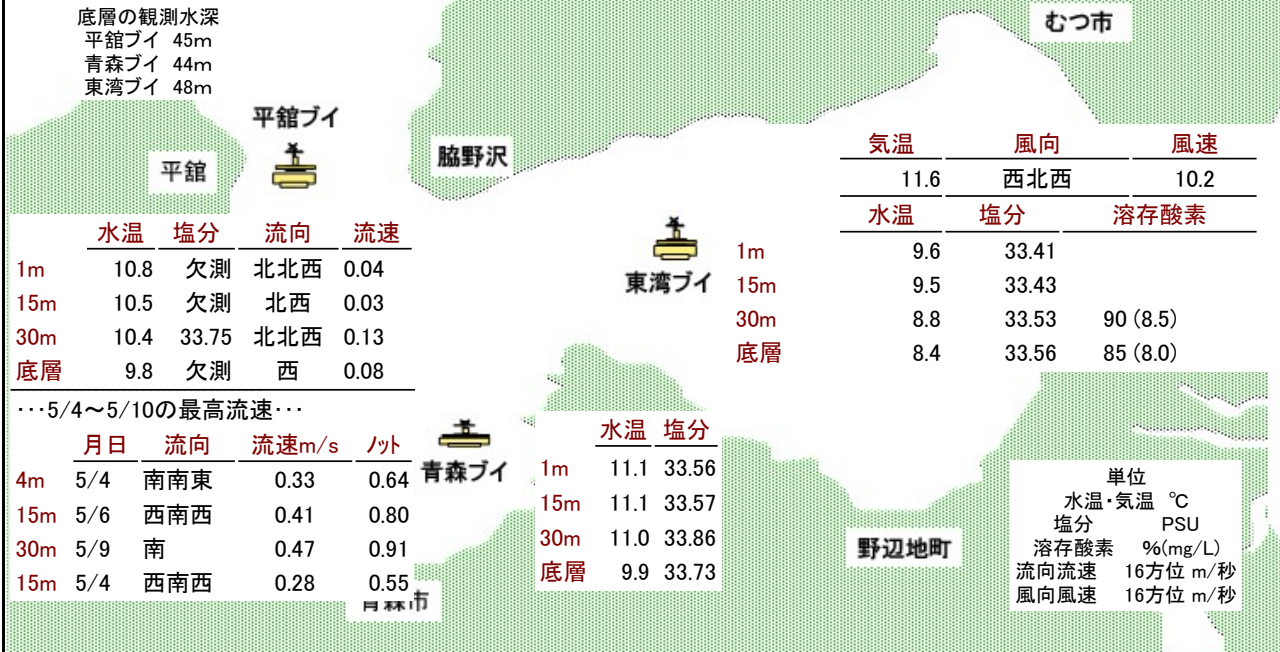 底層の観測水深
平舘ブイ 45m
青森ブイ 44m
東湾ブイ 48m
むつ市
平舘ブイ
平舘
脇野沢
気温 風向 風速
11.6 西北西 10.2
水温 塩分 溶存酸素
1m 9.6 33.41
15m 9.5 33.43
30m 8.8 33.53 90 (8.5)
底層 8.4 33.56 85 (8.0)
東湾ブイ
水温 塩分 流向 流速
1m 10.8 欠測 北北西 0.04
15m 10.5 欠測 北西 0.03
30m 10.4 33.75 北北西 0.13
底層 9.8 欠測 西 0.08
…5/4～5/10の最高流速…
月日 流向 流速m/s ノット
4m 5/4 南南東 0.33 0.64
15m 5/6 西南西 0.41 0.80
30m 5/9 南 0.47 0.91
15m 5/4 西南西 0.28 0.55
青森ブイ
水温 塩分
1m 11.1 33.56
15m 11.1 33.57
30m 11.0 33.86
底層 9.9 33.73
青森市
野辺地町
単位
水温・気温 ℃
塩分 PSU
溶存酸素 %(mg/L)
流向流速 16方位 m/秒
風向風速 16方位 m/秒